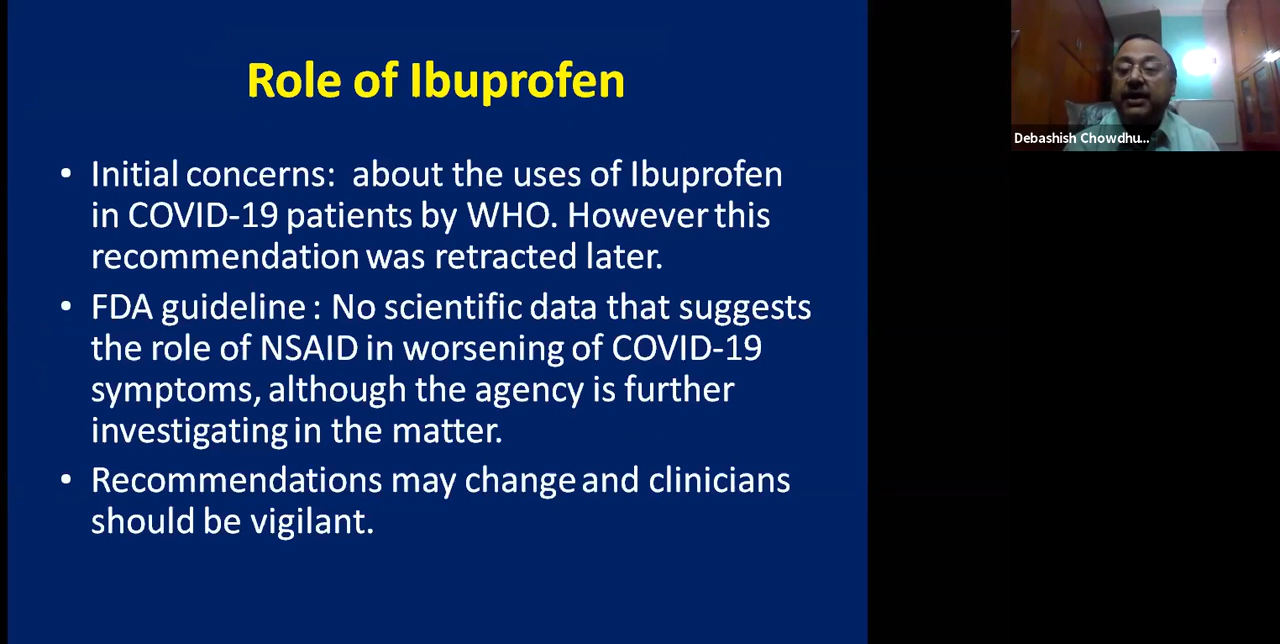 Role of Ibuprofen
• Initial concerns: about the uses of Ibuprofen
in COVID-19 patients by WHO. However this
recommendation was retracted later.
• FDA guideline : No scientific data that suggests
the role of NSAID in worsening of COVID-19
symptoms, although the agency is further
investigating in the matter.
• Recommendations may change and clinicians
should be vigilant.
Debashish Chowdhu...